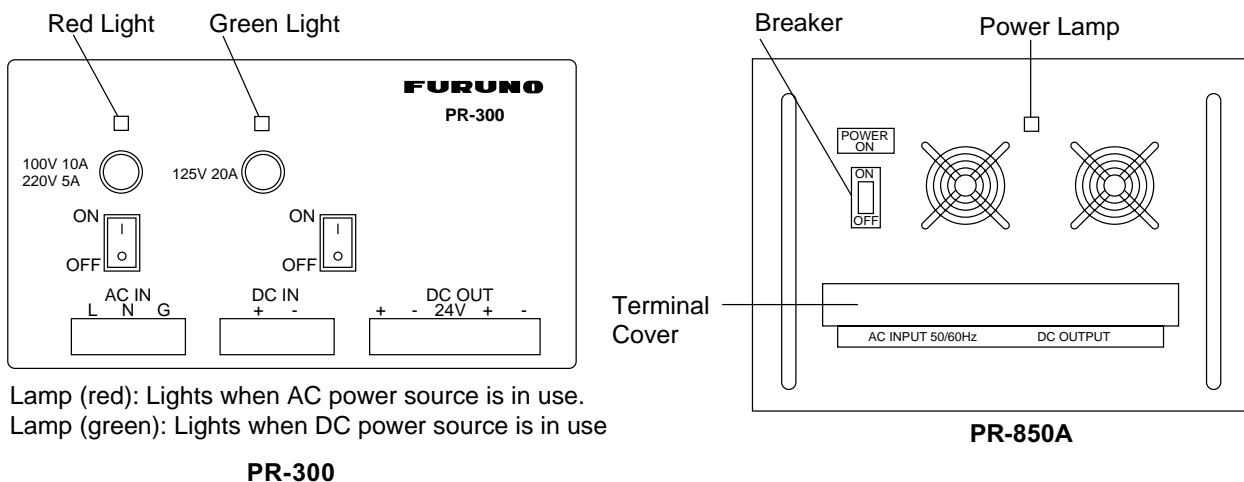 Red Light
Green Light
FURUNO
PR-300
100V 10A
220V 5A
125V 20A
ON
OFF
ON
OFF
AC IN
L N G
DC IN
+ -
DC OUT
+ - 24V + -
Lamp (red): Lights when AC power source is in use.
Lamp (green): Lights when DC power source is in use
PR-300
Breaker
Power Lamp
POWER
ON
ON
OFF
Terminal
Cover
AC INPUT 50/60Hz
DC OUTPUT
PR-850A